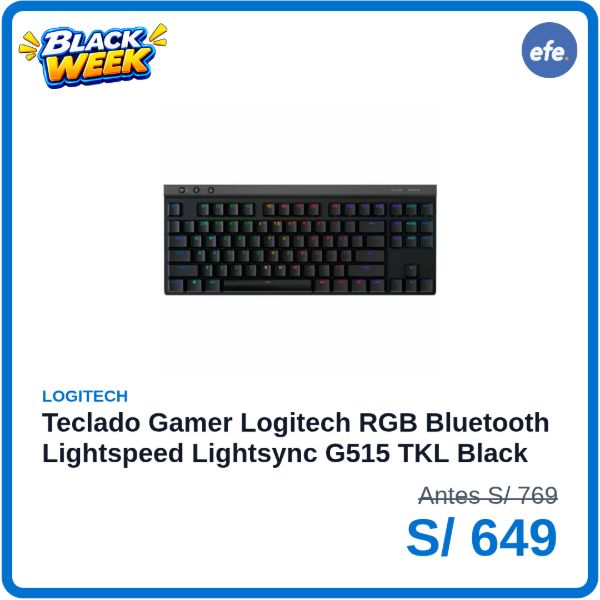 BLACK
WEEK
efe.
LOGITECH
Teclado Gamer Logitech RGB Bluetooth
Lightspeed Lightsync G515 TKL Black
Antes S/ 769
S/ 649